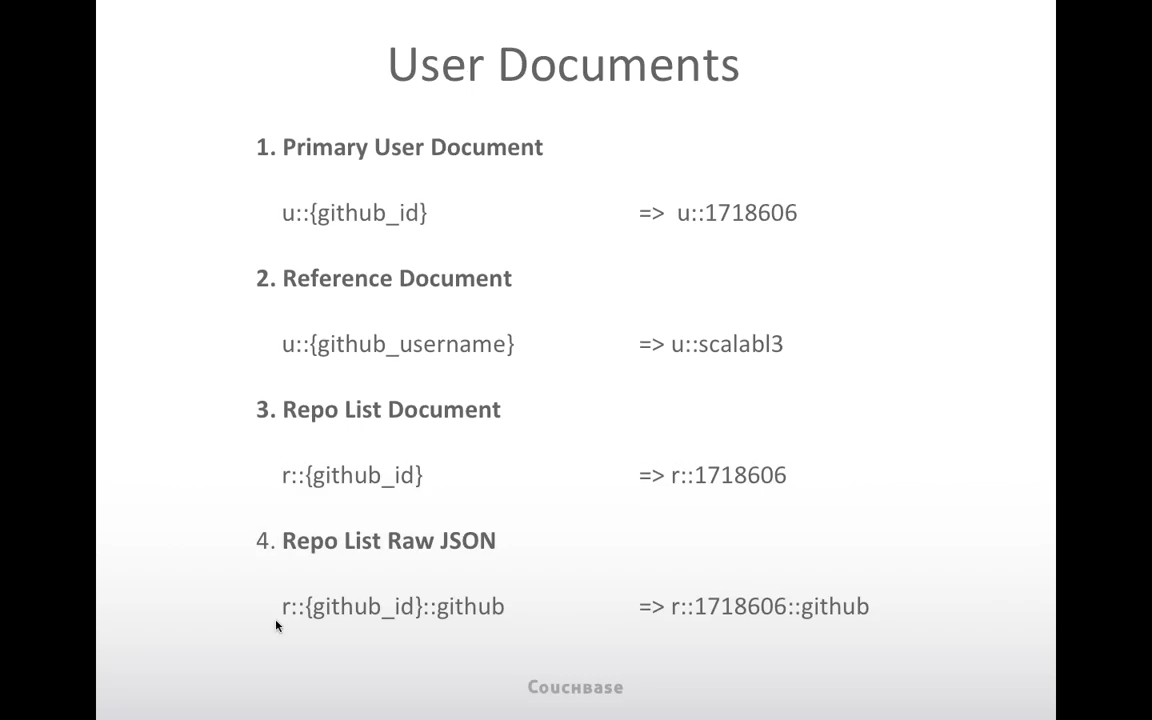 User Documents
1. Primary User Document
u::{github_id} => u::1718606
2. Reference Document
u::{github_username} => u::scalabl3
3. Repo List Document
r::{github_id} => r::1718606
4. Repo List Raw JSON
r::{github_id}::github => r::1718606::github
Couchbase